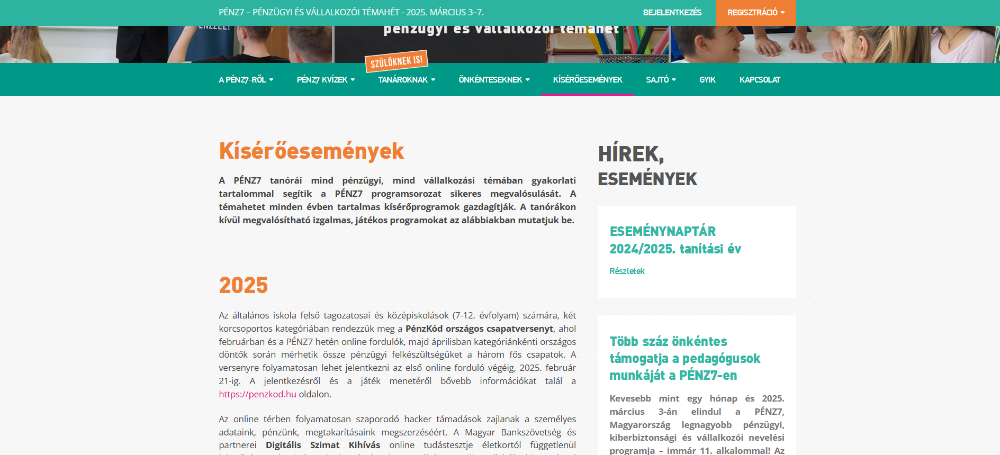 PÉNZ7 – PÉNZÜGYI ÉS VÁLLALKOZÓI TÉMAHÉT - 2025. MÁRCIUS 3–7.
BEJELENTKEZÉS
REGISZTRÁCIÓ
PÉNZZEL!
pénzügyi és vállalkozói témahét
SZÜLŐKNEK IS!
A PÉNZ7-RŐL
PÉNZ7 KVÍZEK
TANÁROKNAK
ÖNKÉNTESEKNEK
KÍSÉRŐESEMÉNYEK
SAJTÓ
GYIK
KAPCSOLAT
Kísérőesemények
A PÉNZ7 tanórái mind pénzügyi, mind vállalkozási témában gyakorlati
tartalommal segítik a PÉNZ7 programsorozat sikeres megvalósulását. A
témahetet minden évben tartalmas kísérőprogramok gazdagítják. A tanórákon
kívül megvalósítható izgalmas, játékos programokat az alábbiakban mutatjuk be.
2025
Az általános iskola felső tagozatosai és középiskolások (7-12. évfolyam) számára, két
korcsoportos kategóriában rendezzük meg a PénzKód országos csapatversenyt, ahol
februárban és a PÉNZ7 hetén online fordulók, majd áprilisban kategóriánkénti országos
döntők során mérhetik össze pénzügyi felkészültségüket a három fős csapatok. A
versenyre folyamatosan lehet jelentkezni az első online forduló végéig, 2025. február
21-ig. A jelentkezésről és a játék menetéről bővebb információkat talál a
https://penzkod.hu oldalon.
Az online térben folyamatosan szaporodó hacker támadások zajlanak a személyes
adataink, pénzünk, megtakarításaink megszerzéséért. A Magyar Bankszövetség és
partnerei Digitális Szimat Kihívás online tudástesztje életkortól függetlenül
HÍREK,
ESEMÉNYEK
ESEMÉNYNAPTÁR
2024/2025. tanítási év
Részletek
Több száz önkéntes
támogatja a pedagógusok
munkáját a PÉNZ7-en
Kevesebb mint egy hónap és 2025.
március 3-án elindul a PÉNZ7,
Magyarország legnagyobb pénzügyi,
kiberbiztonsági és vállalkozói nevelési
programja – immár 11. alkalommal! Az